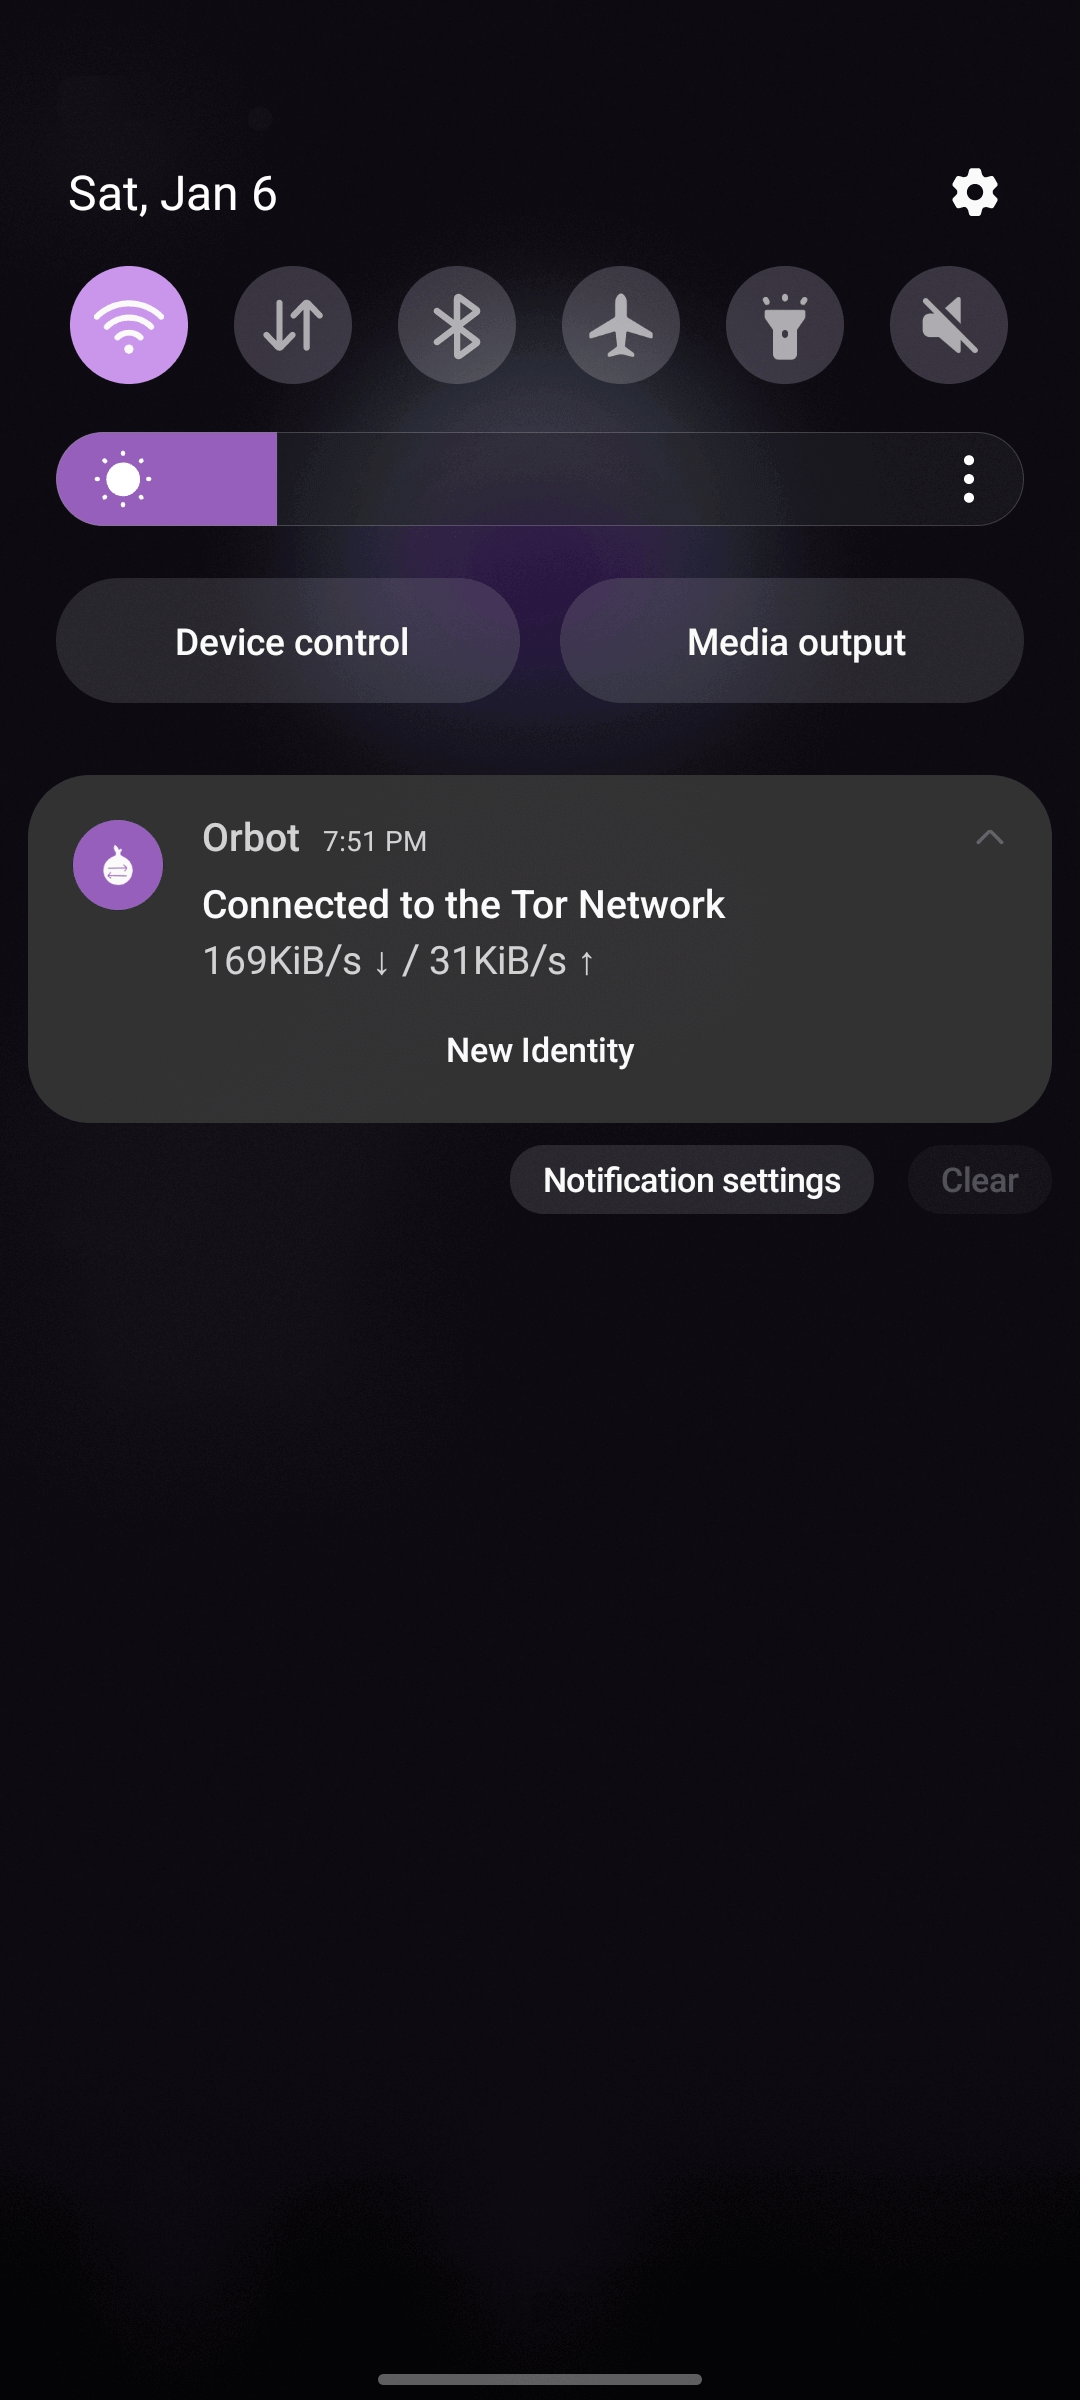 Sat, Jan 6
Device control
Media output
Orbot 7:51 PM
Connected to the Tor Network
169KiB/s ↓ / 31KiB/s ↑
New Identity
Notification settings
Clear